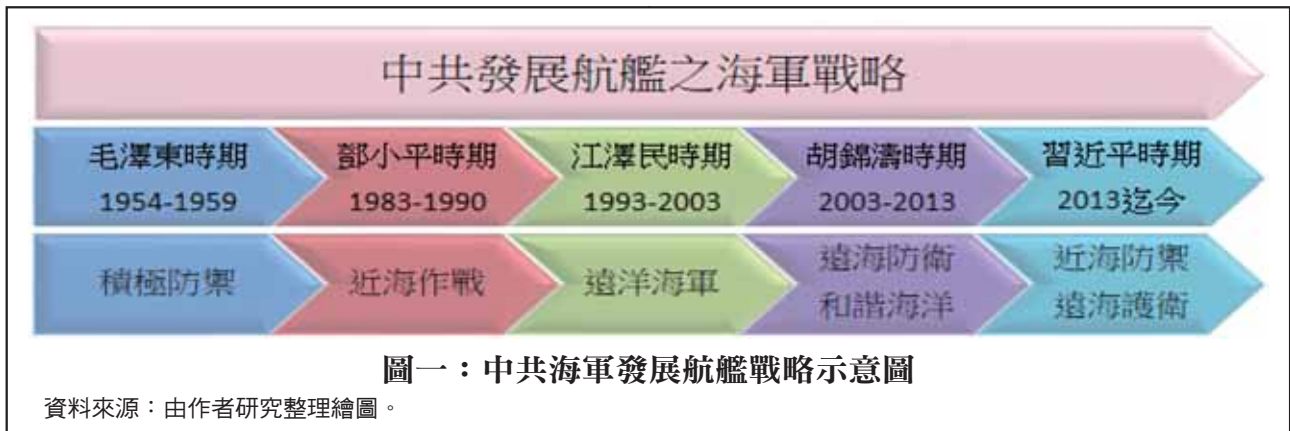 中共發展航艦之海軍戰略
毛澤東時期
1954-1959
鄧小平時期
1983-1990
江澤民時期
1993-2003
胡錦濤時期
2003-2013
習近平時期
2013迄今
積極防禦
近海作戰
遠洋海軍
遠海防衛
和諧海洋
近海防禦
遠海護衛
圖一：中共海軍發展航艦戰略示意圖
資料來源：由作者研究整理繪圖。